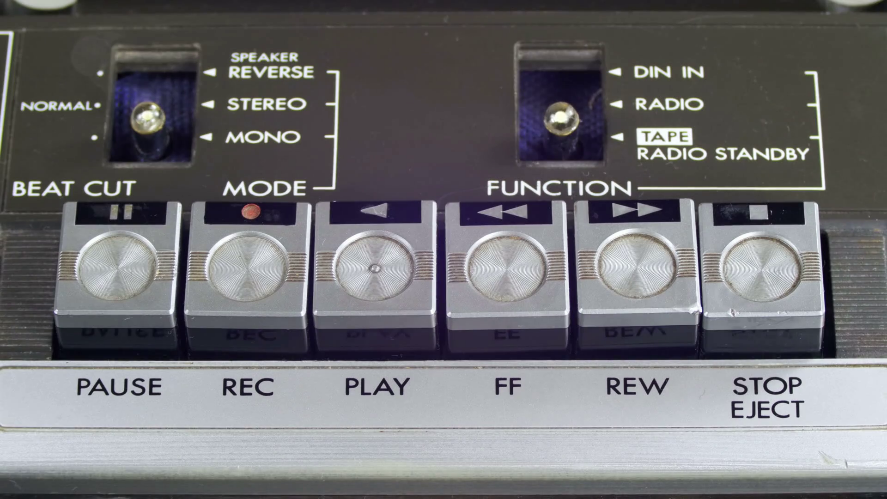 SPEAKER
REVERSE
NORMAL
STEREO
MONO
BEAT CUT
MODE
DIN IN
RADIO
TAPE
RADIO STANDBY
FUNCTION
PAUSE
REC
PLAY
FF
REW
STOP
EJECT